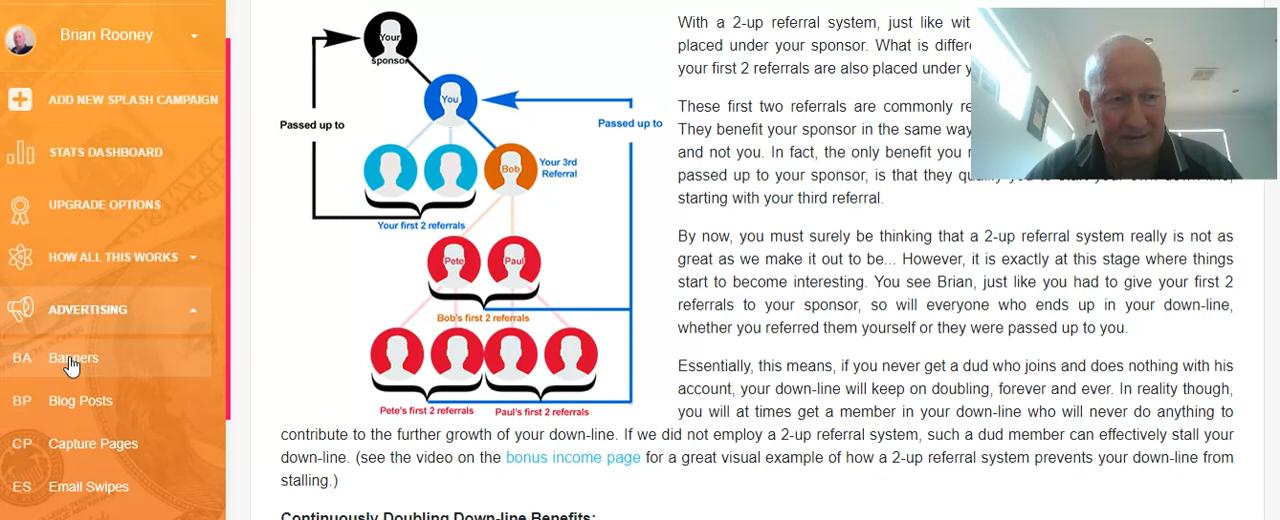 Brian Rooney
ADD NEW SPLASH CAMPAIGN
STATS DASHBOARD
UPGRADE OPTIONS
HOW ALL THIS WORKS
ADVERTISING
BA Banners
BP Blog Posts
CP Capture Pages
ES Email Swipes
Your
sponsor
You
Passed up to
Passed up to
Bob
Your 3rd
Referral
Your first 2 referrals
Pete
Paul
Bob's first 2 referrals
Pete's first 2 referrals
Paul's first 2 referrals
With a 2-up referral system, just like
placed under your sponsor. What is
your first 2 referrals are also placed under
These first two referrals are commonly
They benefit your sponsor in the same way
and not you. In fact, the only benefit you
passed up to your sponsor, is that they
starting with your third referral.
By now, you must surely be thinking that a 2-up referral system really is not as
great as we make it out to be... However, it is exactly at this stage where things
start to become interesting. You see Brian, just like you had to give your first 2
referrals to your sponsor, so will everyone who ends up in your down-line,
whether you referred them yourself or they were passed up to you.
Essentially, this means, if you never get a dud who joins and does nothing with his
account, your down-line will keep on doubling, forever and ever. In reality though,
you will at times get a member in your down-line who will never do anything to
contribute to the further growth of your down-line. If we did not employ a 2-up referral system, such a dud member can effectively stall your
down-line. (see the video on the bonus income page for a great visual example of how a 2-up referral system prevents your down-line from
stalling.)
Continuously Doubling Down-line Benefits: